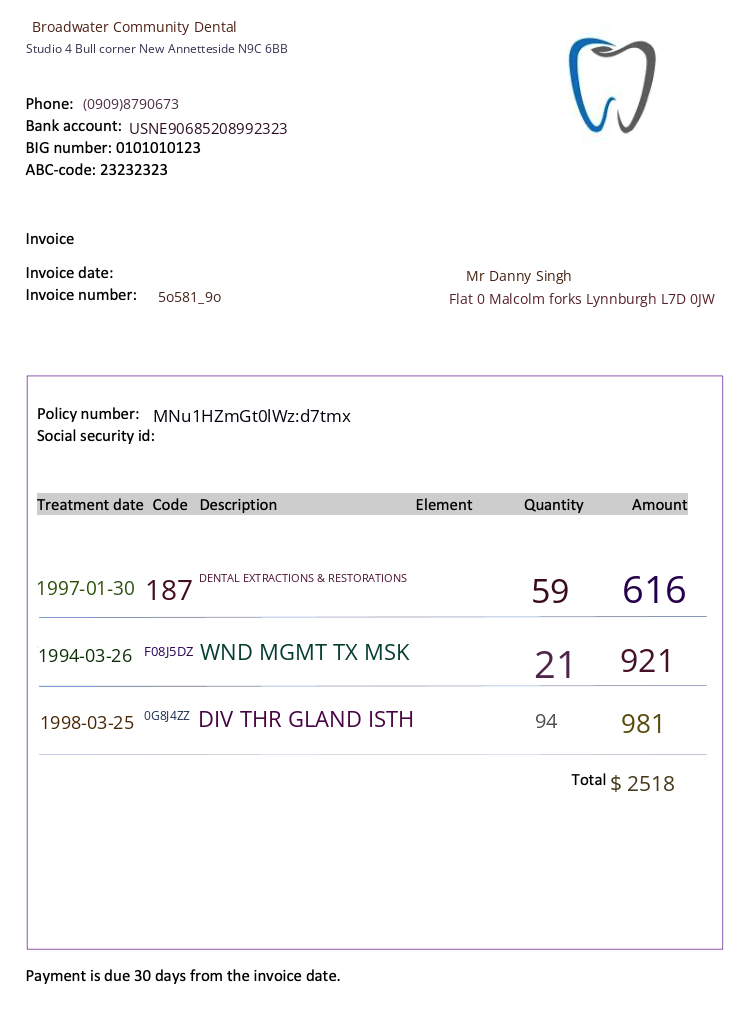 Broadwater Community Dental
Studio 4 Bull corner New Annetteside N9C 6BB
Phone: (0909)8790673
Bank account: USNE90685208992323
BIG number: 0101010123
ABC-code: 23232323
Invoice
Invoice date:
Mr Danny Singh
Invoice number: 5o581_9o
Flat 0 Malcolm forks Lynnburgh L7D 0JW
Policy number: MNu1HZmGt0lWz:d7tmx
Social security id:
Treatment date Code Description Element Quantity Amount
1997-01-30 187 DENTAL EXTRACTIONS & RESTORATIONS 59 616
1994-03-26 F08J5DZ WND MGMT TX MSK 21 921
1998-03-25 0G8J4ZZ DIV THR GLAND ISTH 94 981
Total $ 2518
Payment is due 30 days from the invoice date.